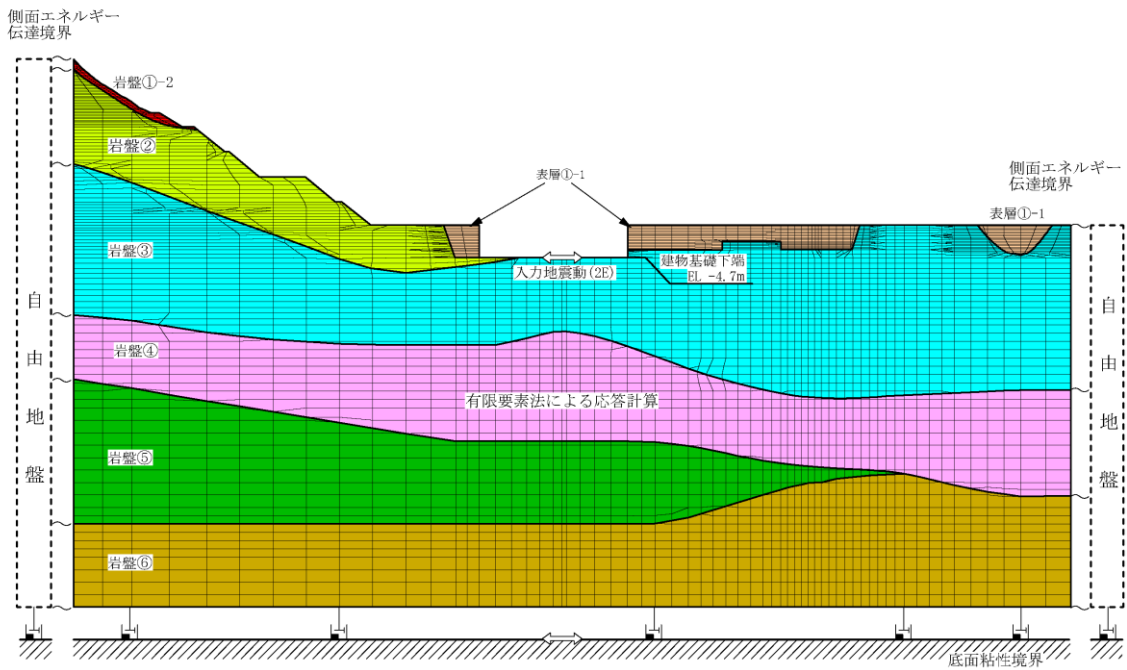 側面エネルギー
伝達境界
岩盤①-2
岩盤②
表層①-1
側面エネルギー
伝達境界
表層①-1
岩盤③
入力地震動(2E)
建物基礎下端
EL -4.7m
自由地盤
自由地盤
岩盤④
有限要素法による応答計算
岩盤⑤
岩盤⑥
底面粘性境界